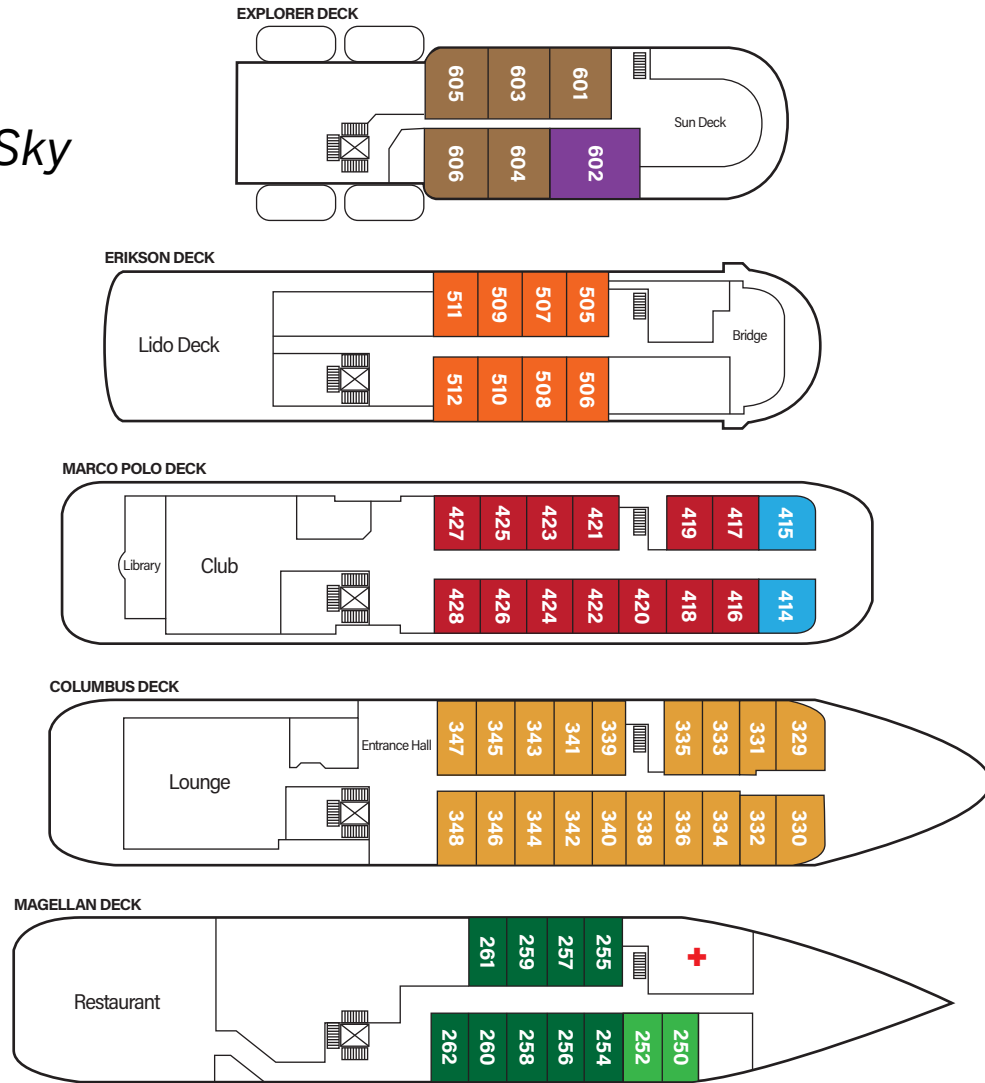 Sky
EXPLORER DECK
605 603 601
Sun Deck
606 604 602
ERIKSON DECK
511 509 507 505
Lido Deck
Bridge
512 510 508 506
MARCO POLO DECK
427 425 423 421 419 417 415
Library
Club
428 426 424 422 420 418 416 414
COLUMBUS DECK
347 345 343 341 339 335 333 331 329
Entrance Hall
Lounge
348 346 344 342 340 338 336 334 332 330
MAGELLAN DECK
261 259 257 255
Restaurant
262 260 258 256 254 252 250